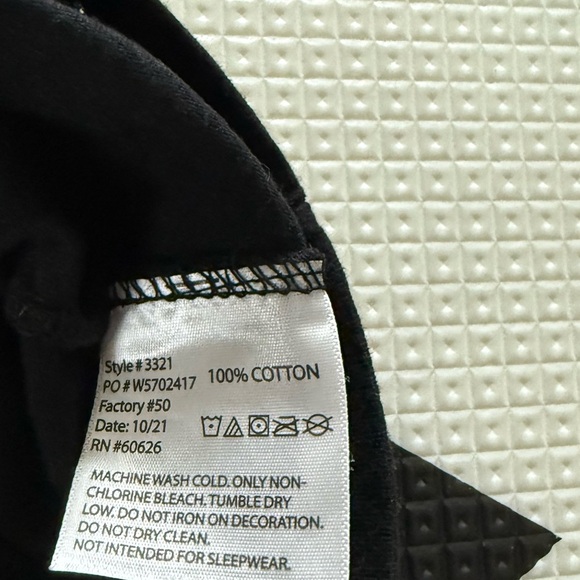 Style # 3321
PO # W5702417
Factory #50
Date: 10/21
RN #60626
100% COTTON
MACHINE WASH COLD. ONLY NON-
CHLORINE BLEACH. TUMBLE DRY
LOW. DO NOT IRON ON DECORATION.
DO NOT DRY CLEAN.
NOT INTENDED FOR SLEEPWEAR.